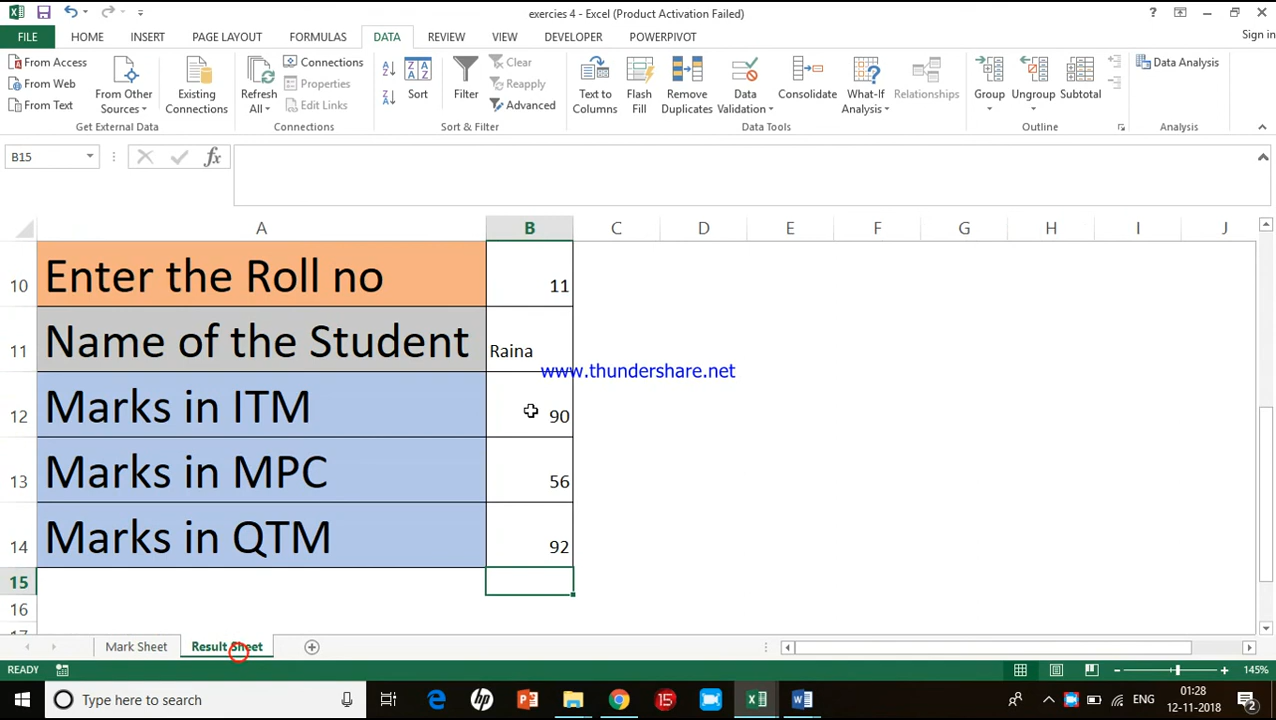 exercies 4 - Excel (Product Activation Failed)
FILE HOME INSERT PAGE LAYOUT FORMULAS DATA REVIEW VIEW DEVELOPER POWERPIVOT Sign in
From Access
From Web
From Text
From Other Sources
Existing Connections
Get External Data
Refresh All
Connections
Properties
Edit Links
Connections
Sort
Filter
Clear
Reapply
Advanced
Sort & Filter
Text to Columns
Flash Fill
Remove Duplicates
Data Validation
Consolidate
What-If Analysis
Relationships
Data Tools
Group
Ungroup
Subtotal
Outline
Data Analysis
Analysis
B15
fx
A B C D E F G H I J
10 Enter the Roll no 11
11 Name of the Student Raina
www.thundershare.net
12 Marks in ITM 90
13 Marks in MPC 56
14 Marks in QTM 92
15
16
Mark Sheet Result Sheet
READY 145%
Type here to search
15
ENG
01:28
12-11-2018
2